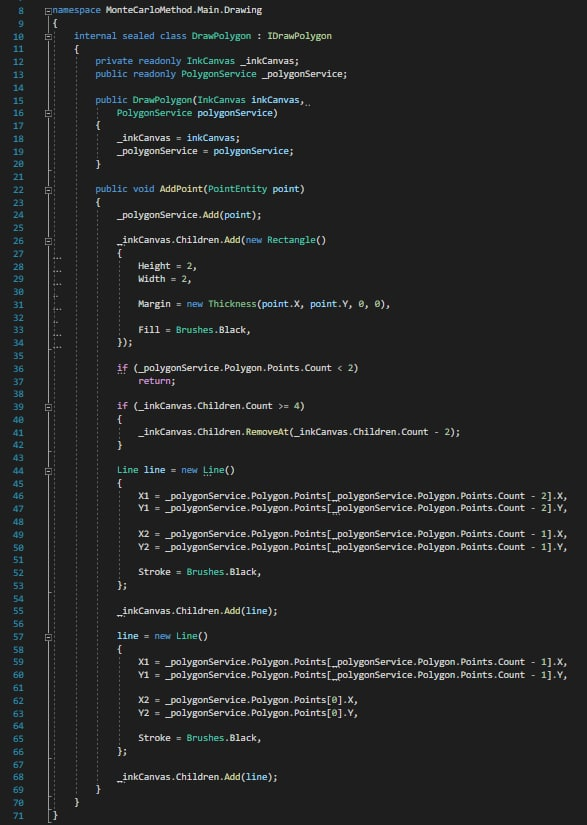 8 namespace MonteCarloMethod.Main.Drawing
9 {
10 internal sealed class DrawPolygon : IDrawPolygon
11 {
12 private readonly InkCanvas _inkCanvas;
13 public readonly PolygonService _polygonService;
14
15 public DrawPolygon(InkCanvas inkCanvas,
16 PolygonService polygonService)
17 {
18 _inkCanvas = inkCanvas;
19 _polygonService = polygonService;
20 }
21
22 public void AddPoint(PointEntity point)
23 {
24 _polygonService.Add(point);
25
26 _inkCanvas.Children.Add(new Rectangle()
27 {
28 Height = 2,
29 Width = 2,
30
31 Margin = new Thickness(point.X, point.Y, 0, 0),
32
33 Fill = Brushes.Black,
34 });
35
36 if (_polygonService.Polygon.Points.Count < 2)
37 return;
38
39 if (_inkCanvas.Children.Count >= 4)
40 {
41 _inkCanvas.Children.RemoveAt(_inkCanvas.Children.Count - 2);
42 }
43
44 Line line = new Line()
45 {
46 X1 = _polygonService.Polygon.Points[_polygonService.Polygon.Points.Count - 2].X,
47 Y1 = _polygonService.Polygon.Points[_polygonService.Polygon.Points.Count - 2].Y,
48
49 X2 = _polygonService.Polygon.Points[_polygonService.Polygon.Points.Count - 1].X,
50 Y2 = _polygonService.Polygon.Points[_polygonService.Polygon.Points.Count - 1].Y,
51
52 Stroke = Brushes.Black,
53 };
54
55 _inkCanvas.Children.Add(line);
56
57 line = new Line()
58 {
59 X1 = _polygonService.Polygon.Points[_polygonService.Polygon.Points.Count - 1].X,
60 Y1 = _polygonService.Polygon.Points[_polygonService.Polygon.Points.Count - 1].Y,
61
62 X2 = _polygonService.Polygon.Points[0].X,
63 Y2 = _polygonService.Polygon.Points[0].Y,
64
65 Stroke = Brushes.Black,
66 };
67
68 _inkCanvas.Children.Add(line);
69 }
70 }
71 }